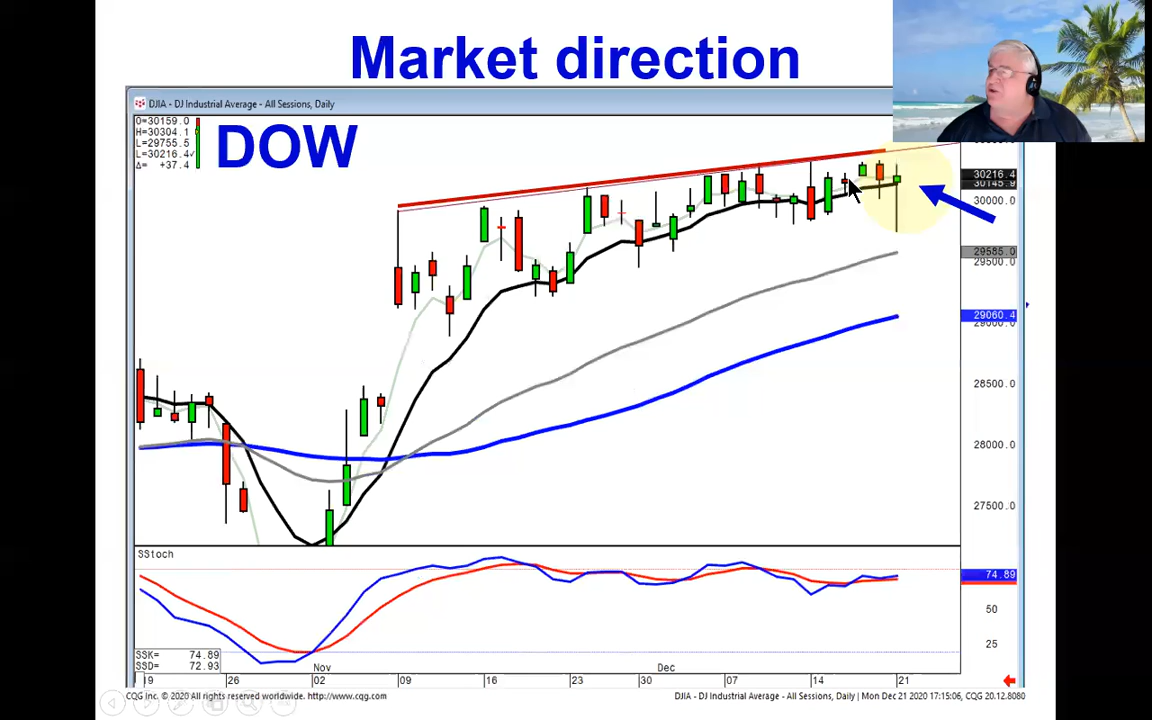 Market direction
DJIA - DJ Industrial Average - All Sessions, Daily
O=30159.0
H=30304.1
L=29755.5
L=30216.4✓
Δ= +37.4
DOW
30216.4
30145.9
30000.0
29585.0
29500.0
29060.4
29000.0
28500.0
28000.0
27500.0
SStoch
74.89
50
25
SSK= 74.89
SSD= 72.93
Nov
Dec
19 26 02 09 16 23 30 07 14 21
CQG Inc. © 2020 All rights reserved worldwide. http://www.cqg.com
DJIA - DJ Industrial Average - All Sessions, Daily | Mon Dec 21 2020 17:15:06, CQG 20.12.8080